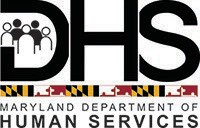 DHS
MARYLAND DEPARTMENT OF
HUMAN SERVICES